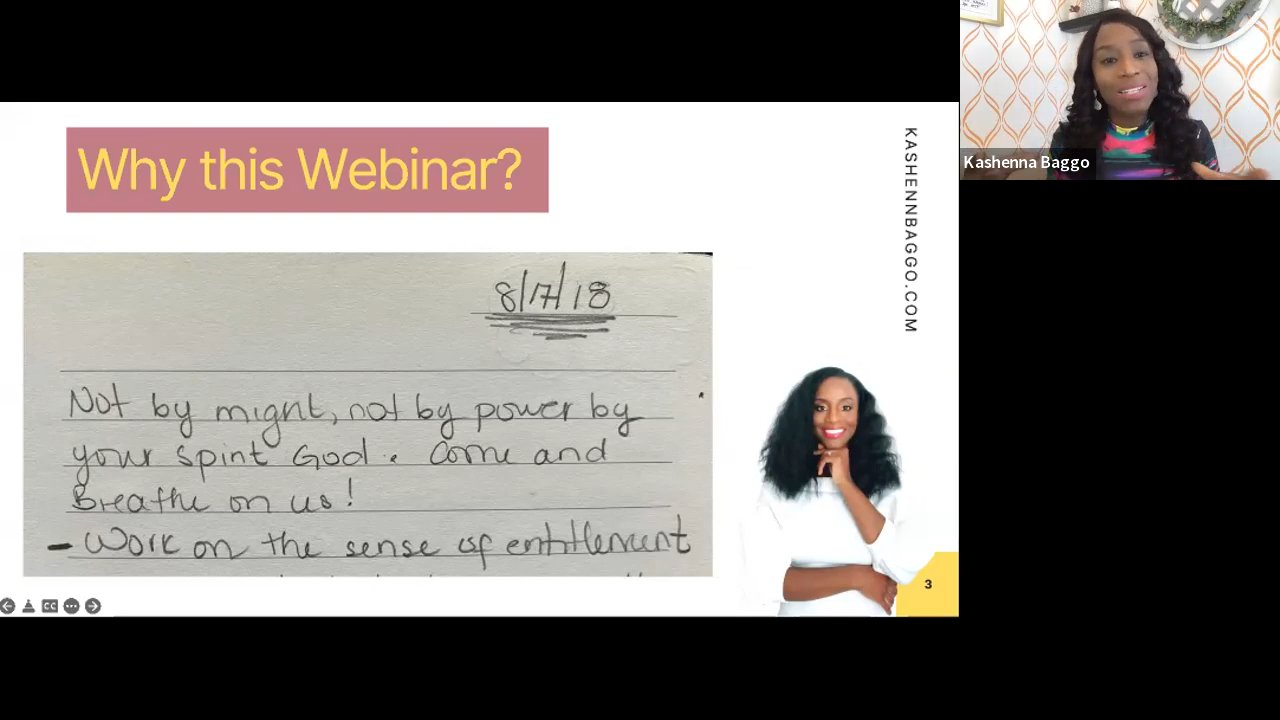 Why this Webinar?
KASHENNBAGGO.COM
8/17/18
Not by might, not by power by
your spirit God. Come and
Breathe on us!
- Work on the sense of entitlement
3
CC
Kashenna Baggo